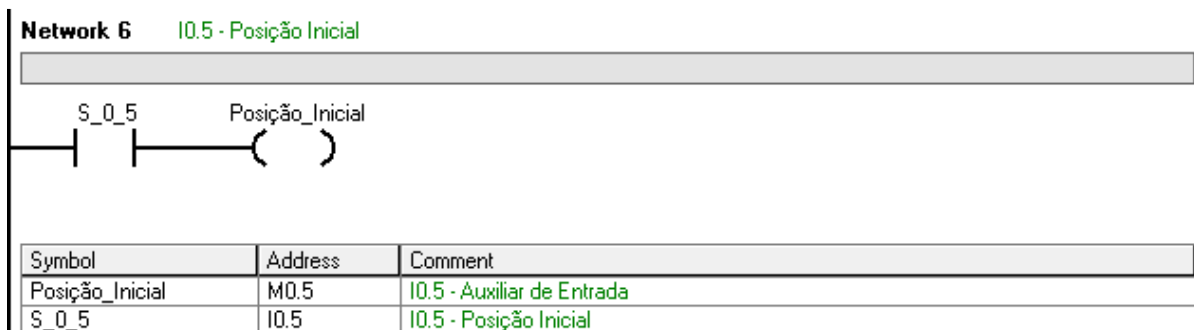 Network 6 I0.5 - Posição Inicial
S_0_5 Posição_Inicial
Symbol Address Comment
Posição_Inicial M0.5 I0.5 - Auxiliar de Entrada
S_0_5 I0.5 I0.5 - Posição Inicial